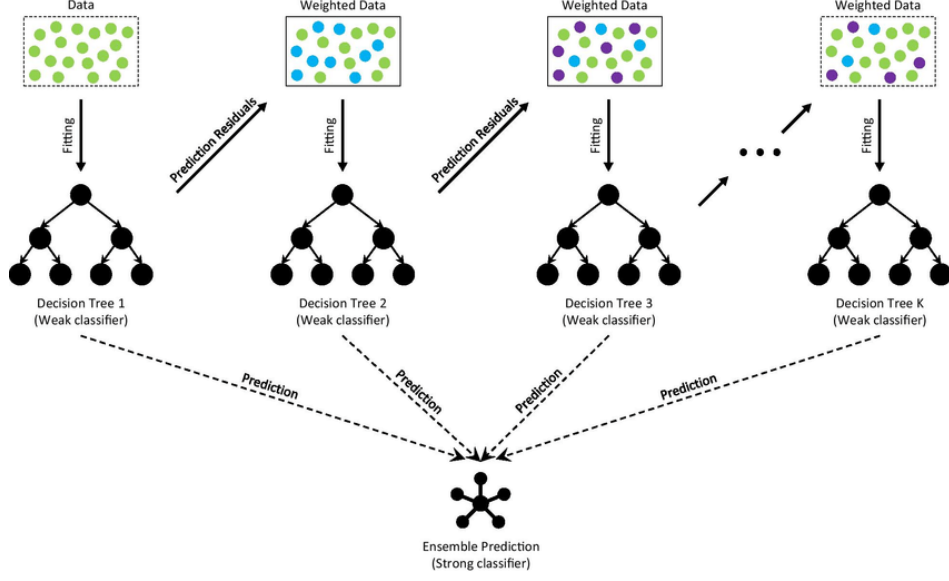 Data
Weighted Data
Weighted Data
Weighted Data
Fitting
Prediction Residuals
Fitting
Prediction Residuals
Fitting
Fitting
Decision Tree 1
(Weak classifier)
Decision Tree 2
(Weak classifier)
Decision Tree 3
(Weak classifier)
Decision Tree K
(Weak classifier)
Prediction
Prediction
Prediction
Prediction
Ensemble Prediction
(Strong classifier)